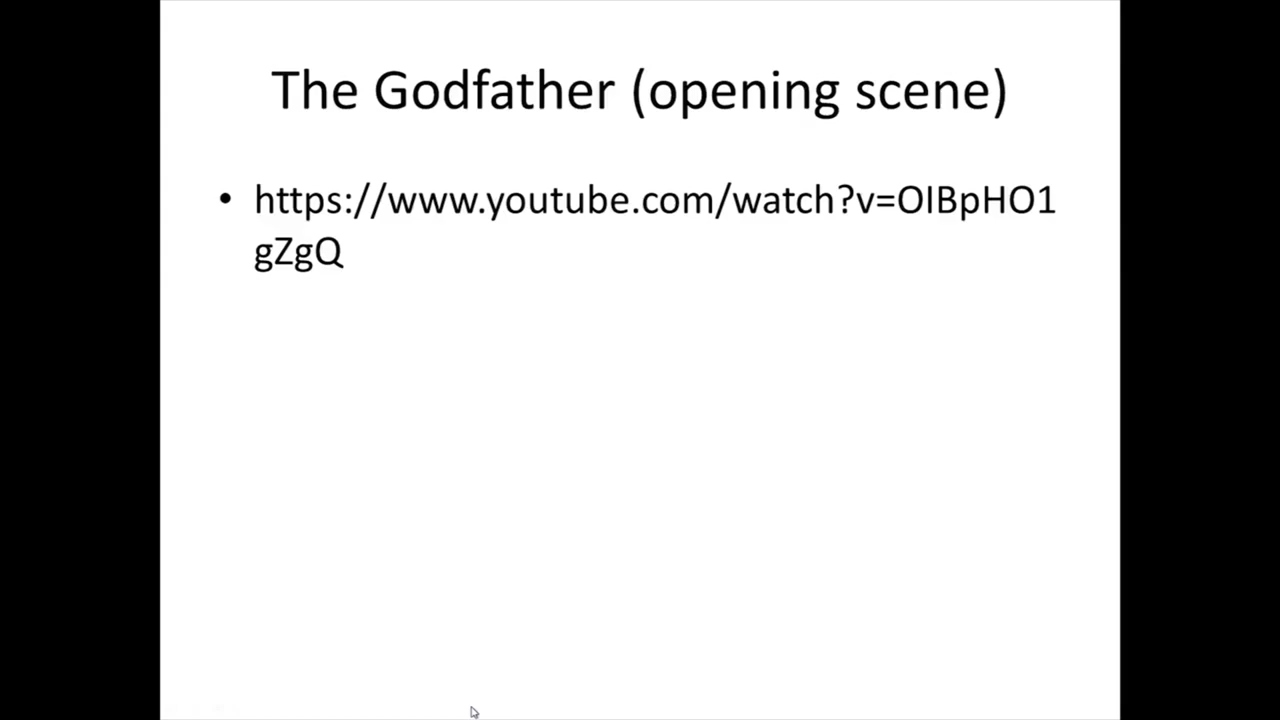 The Godfather (opening scene)
• https://www.youtube.com/watch?v=OIBpHO1
gZgQ